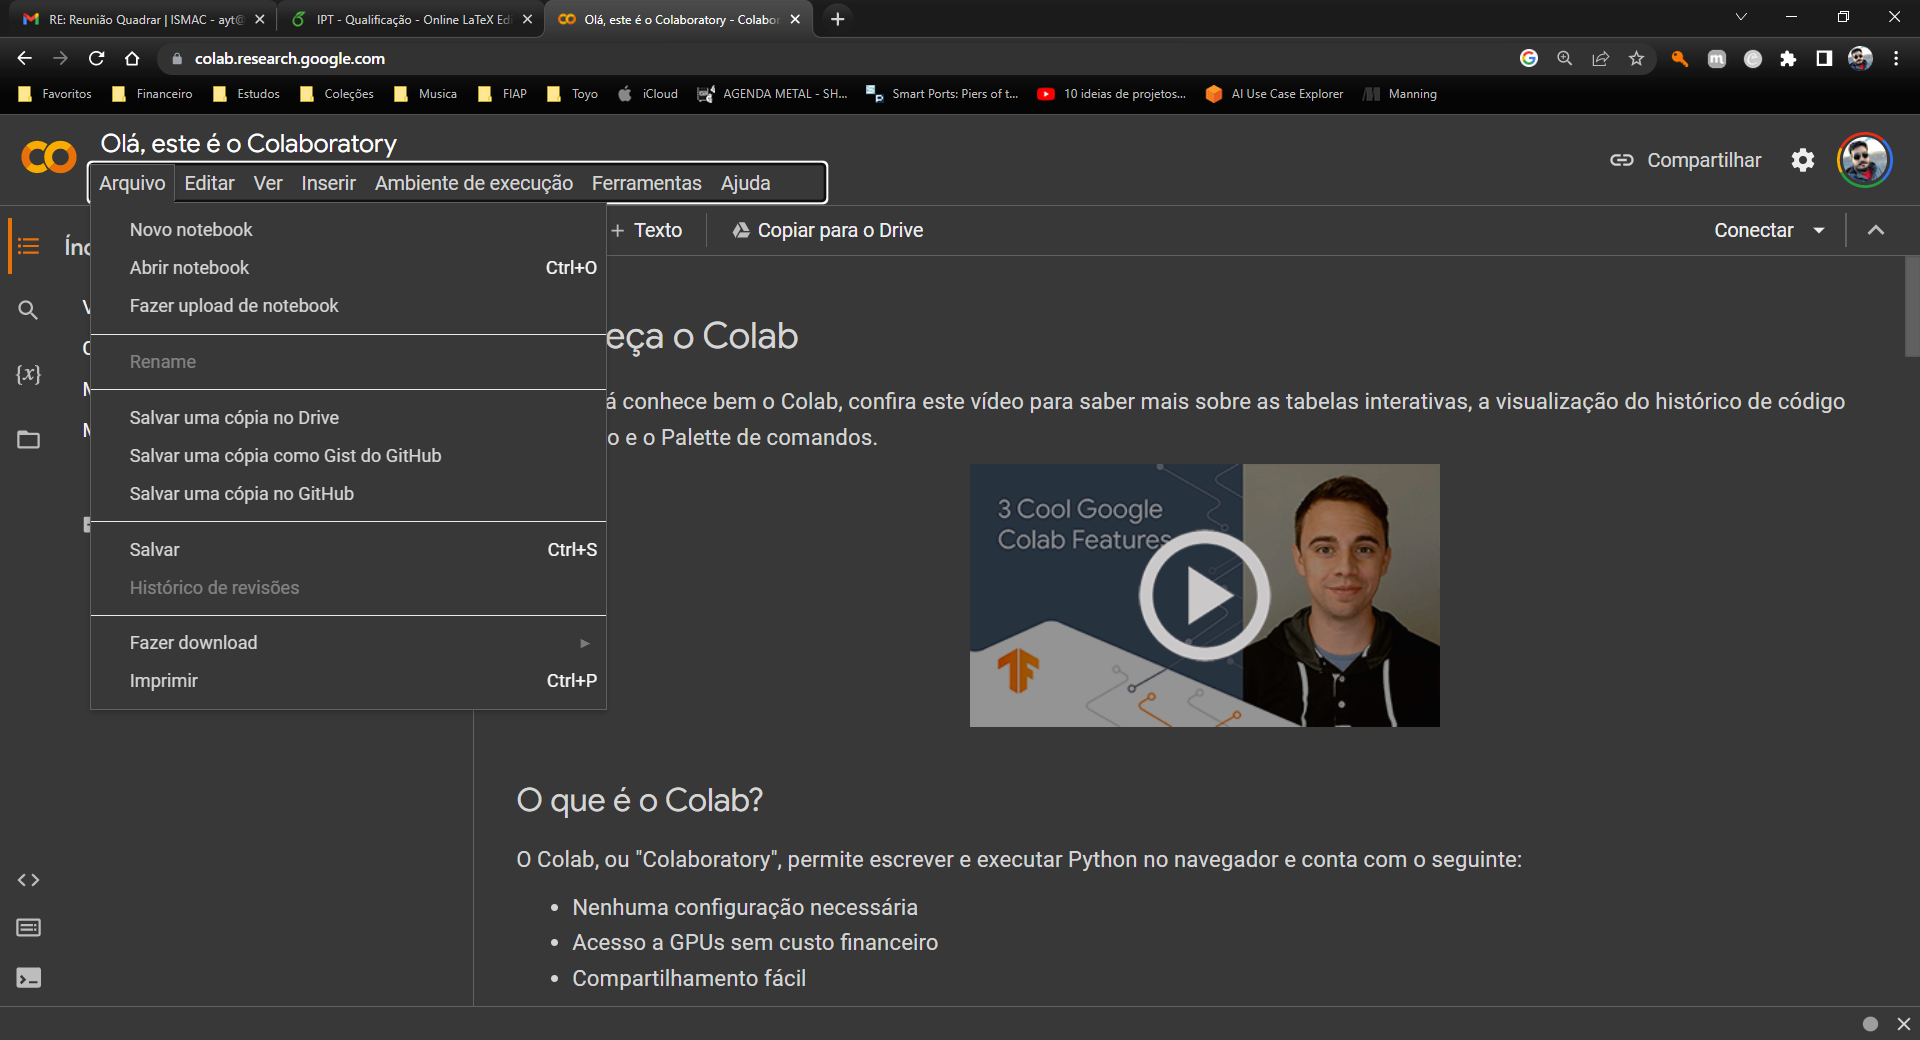 RE: Reunião Quadrar | ISMAC - ayt@
IPT - Qualificação - Online LaTeX Edi
Olá, este é o Colaboratory - Colabor
colab.research.google.com
Favoritos
Financeiro
Estudos
Coleções
Musica
FIAP
Toyo
iCloud
AGENDA METAL - SH...
Smart Ports: Piers of t...
10 ideias de projetos...
AI Use Case Explorer
Manning
Olá, este é o Colaboratory
Compartilhar
Arquivo Editar Ver Inserir Ambiente de execução Ferramentas Ajuda
+ Texto
Copiar para o Drive
Conectar
Índ
Novo notebook
Abrir notebook Ctrl+O
Fazer upload de notebook
Rename
Salvar uma cópia no Drive
Salvar uma cópia como Gist do GitHub
Salvar uma cópia no GitHub
Salvar Ctrl+S
Histórico de revisões
Fazer download
Imprimir Ctrl+P
{x}
eça o Colab
á conhece bem o Colab, confira este vídeo para saber mais sobre as tabelas interativas, a visualização do histórico de código
o e o Palette de comandos.
3 Cool Google
Colab Features
O que é o Colab?
O Colab, ou "Colaboratory", permite escrever e executar Python no navegador e conta com o seguinte:
• Nenhuma configuração necessária
• Acesso a GPUs sem custo financeiro
• Compartilhamento fácil